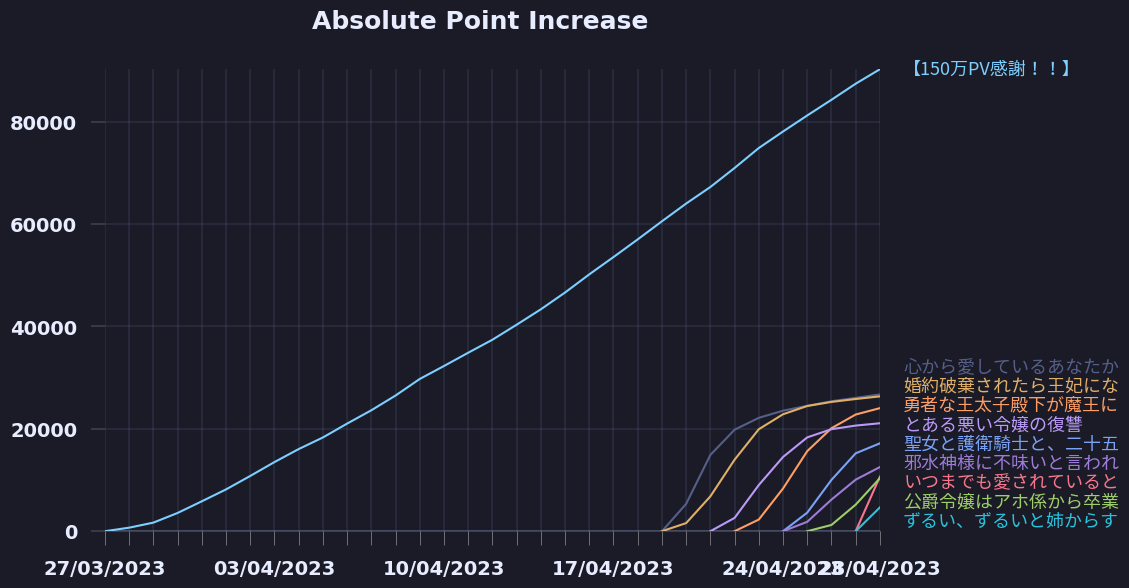 Absolute Point Increase
【150万PV感謝！！】
80000
60000
40000
20000
0
心から愛しているあなたか
婚約破棄されたら王妃にな
勇者な王太子殿下が魔王に
とある悪い令嬢の復讐
聖女と護衛騎士と、二十五
邪水神様に不味いと言われ
いつまでも愛されていると
公爵令嬢はアホ係から卒業
ずるい、ずるいと姉からす
27/03/2023 03/04/2023 10/04/2023 17/04/2023 24/04/2023 28/04/2023